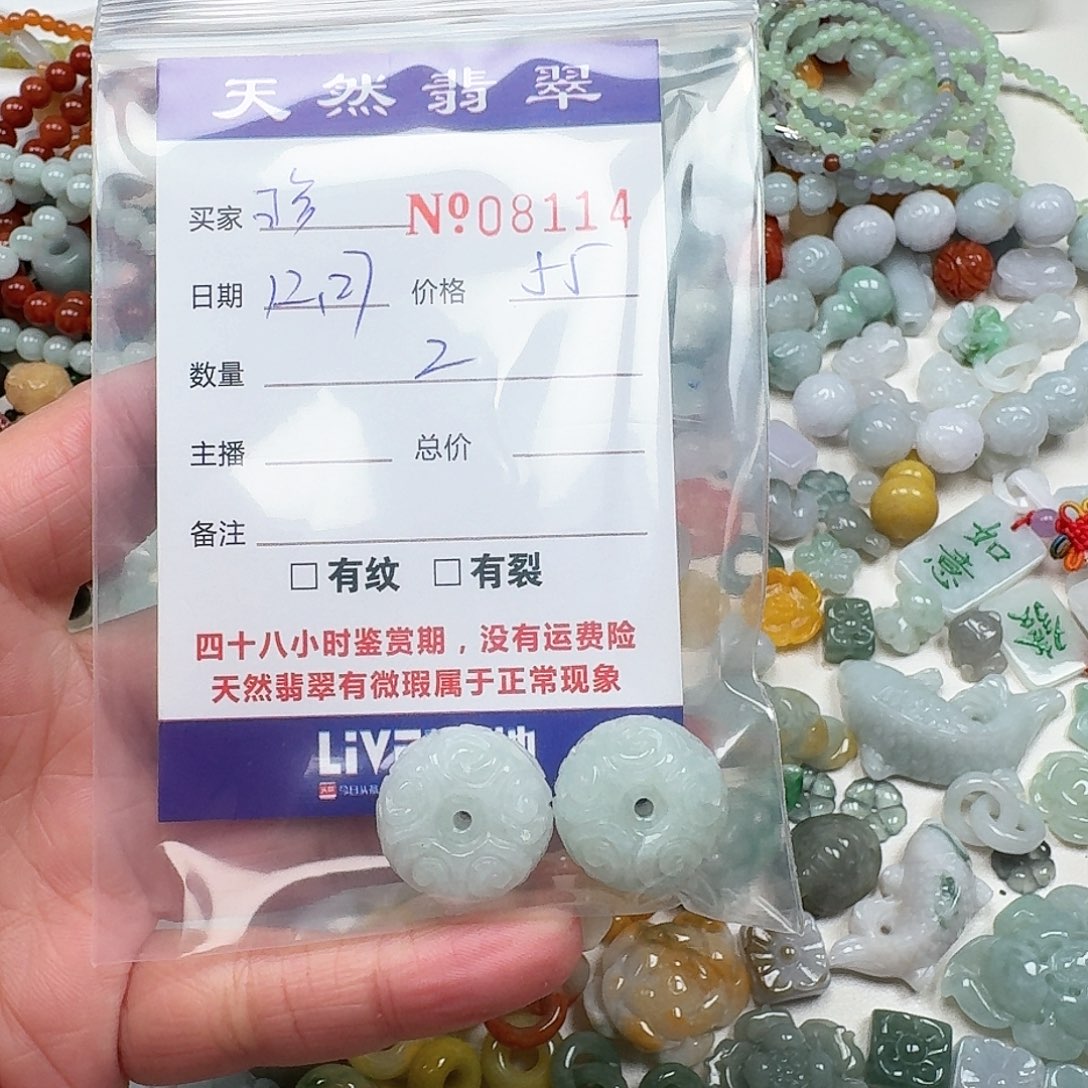 天然翡翠
买家 珍 Nº08114
日期 12.27 价格 55
数量 2
主播 总价
备注
□有纹 □有裂
四十八小时鉴赏期，没有运费险
天然翡翠有微瑕属于正常现象
LiV
如意